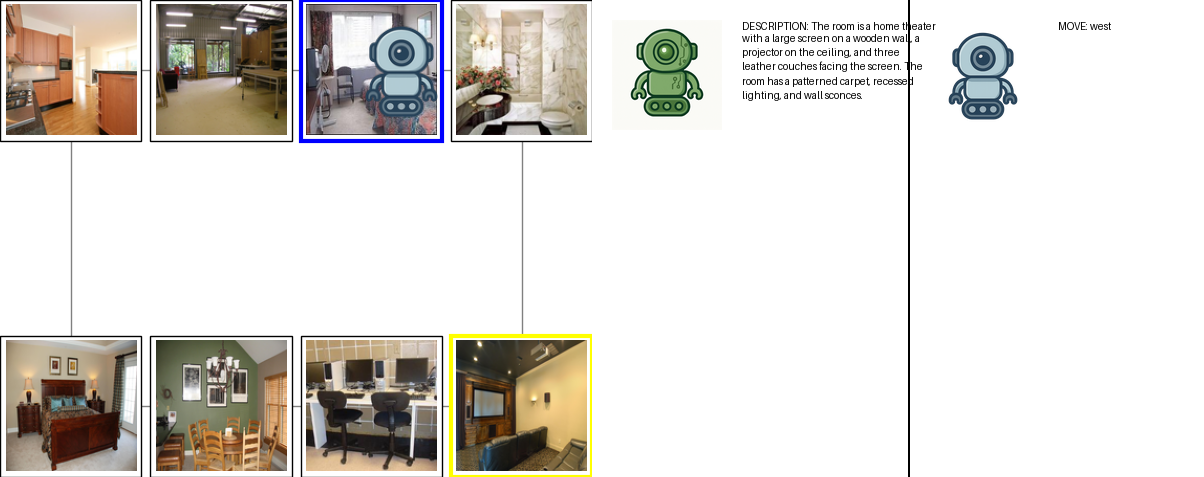 DESCRIPTION: The room is a home theater
with a large screen on a wooden wall, a
projector on the ceiling, and three
leather couches facing the screen. The
room has a patterned carpet, recessed
lighting, and wall sconces.
MOVE: west